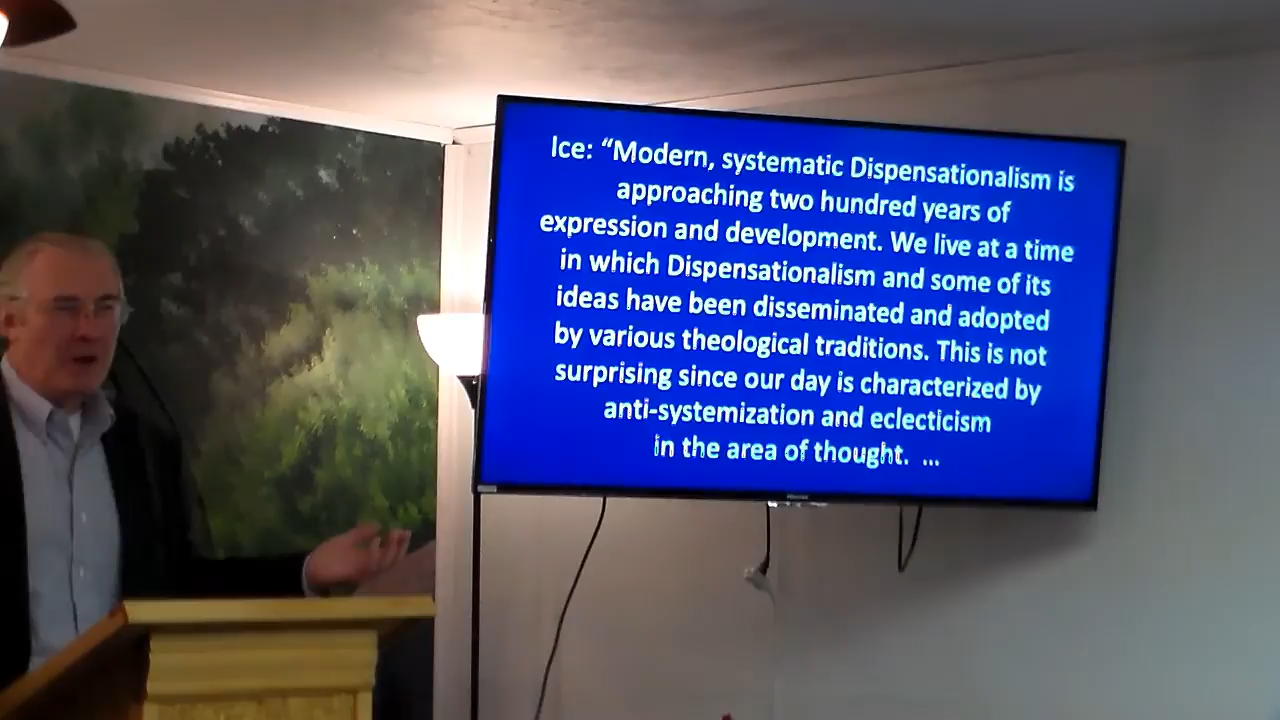 Ice: “Modern, systematic Dispensationalism is
approaching two hundred years of
expression and development. We live at a time
in which Dispensationalism and some of its
ideas have been disseminated and adopted
by various theological traditions. This is not
surprising since our day is characterized by
anti-systemization and eclecticism
in the area of thought. ...
Hisense